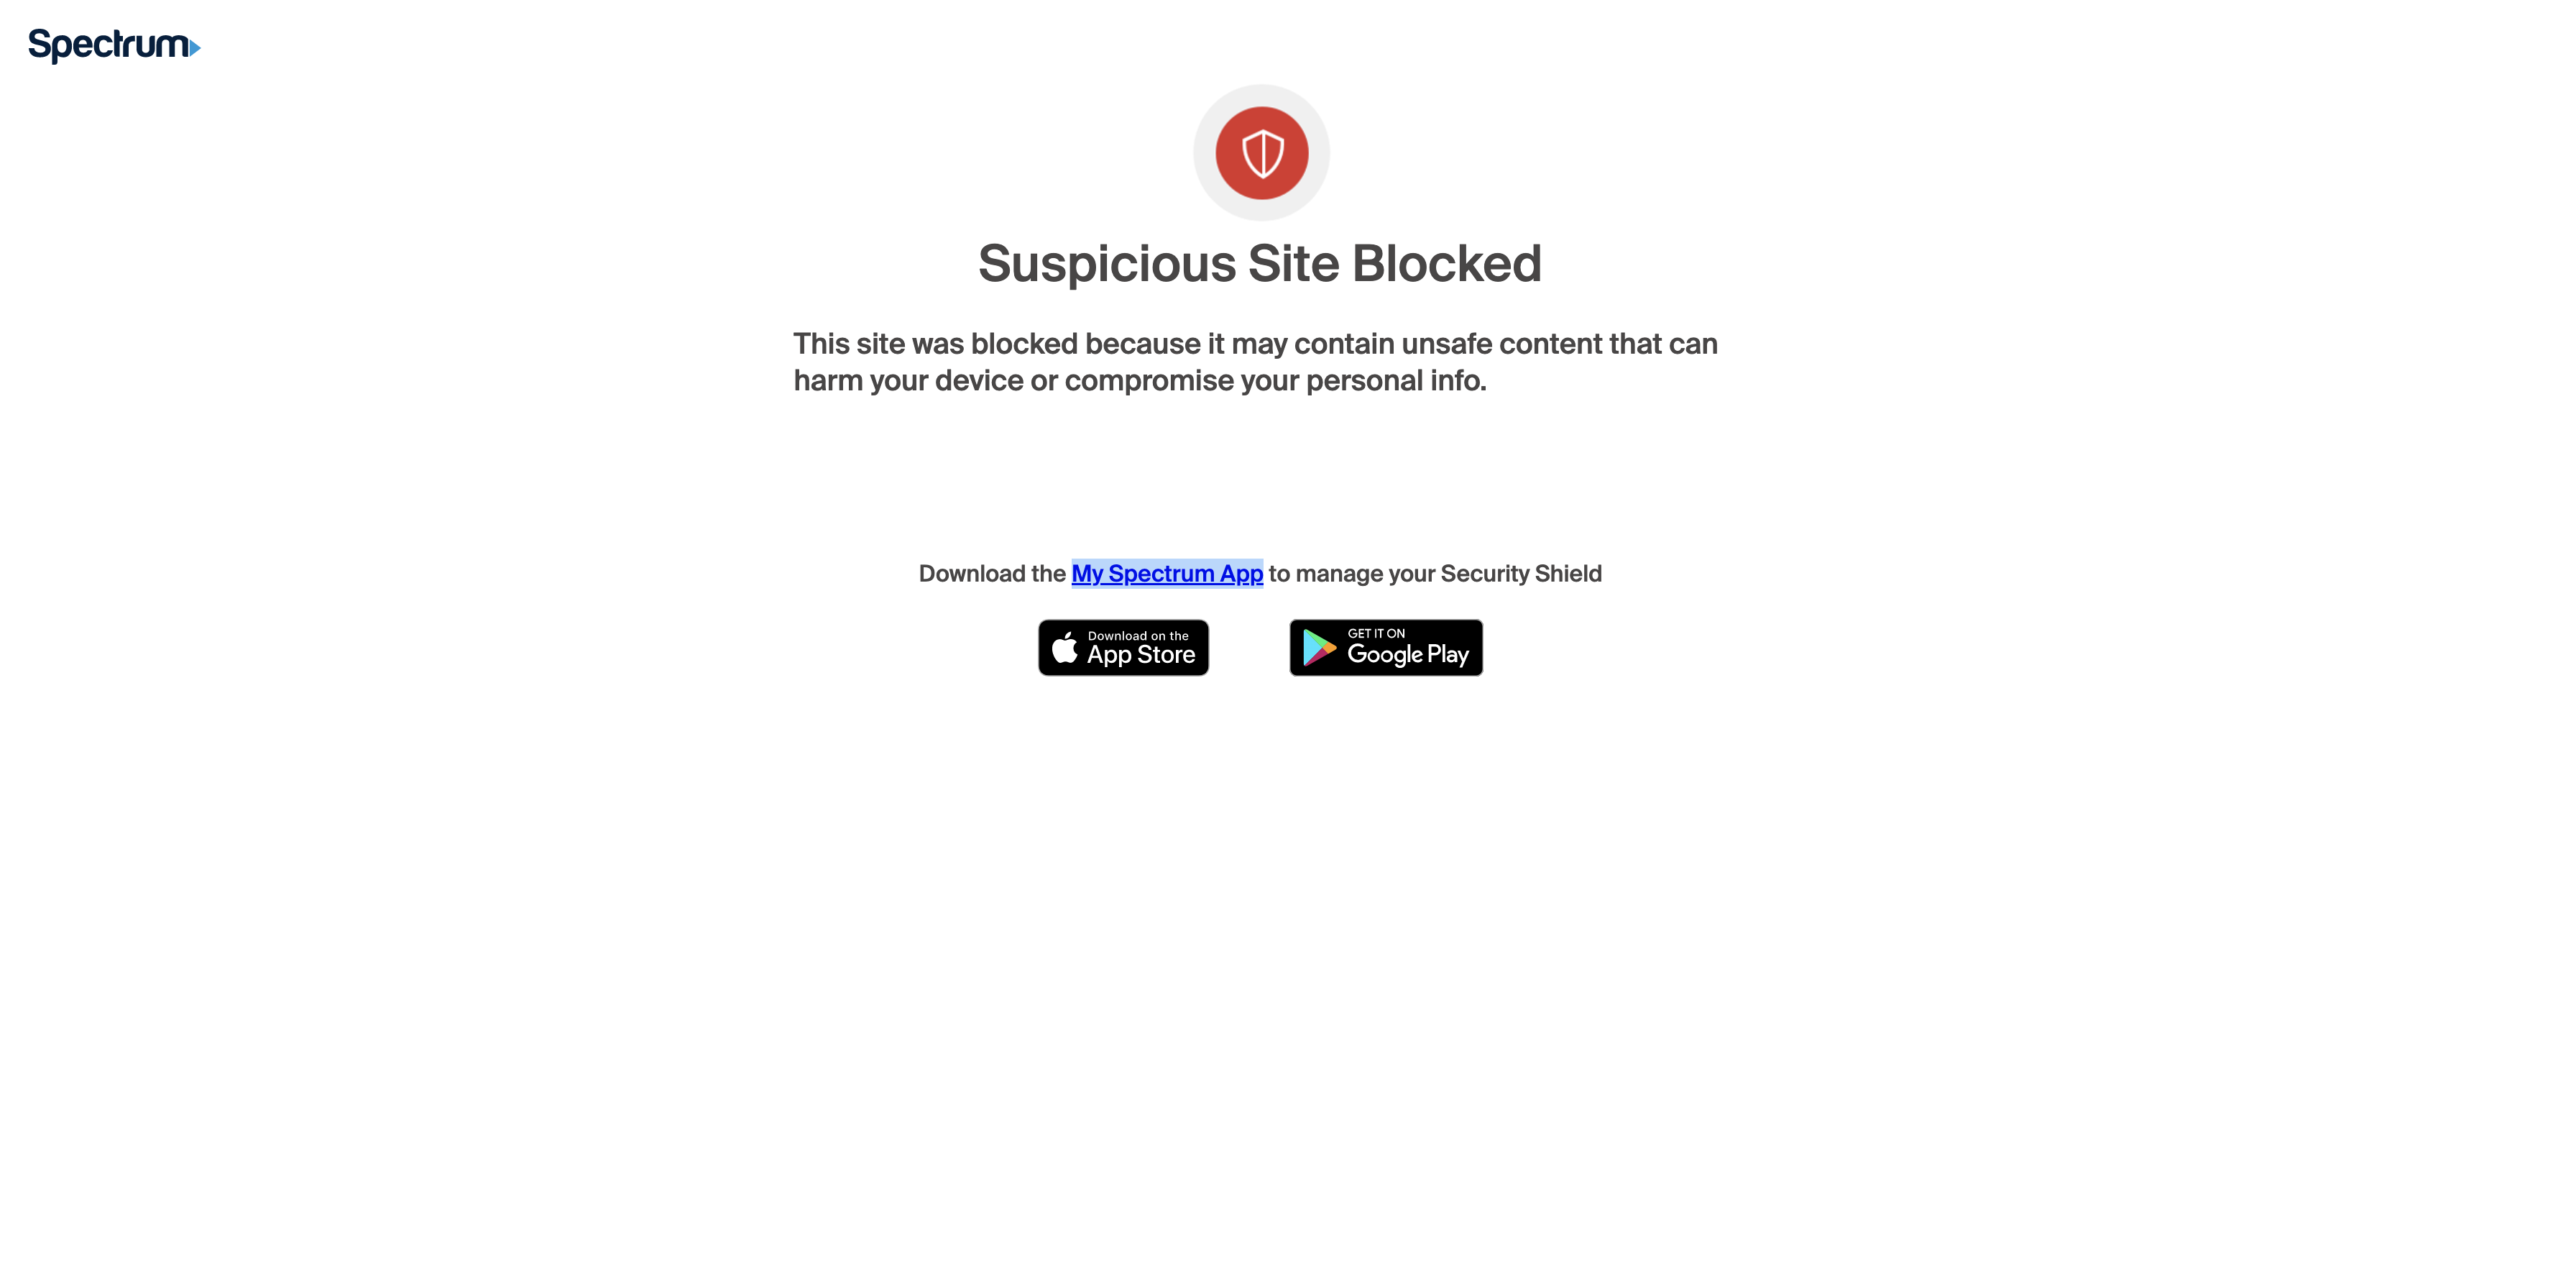 Spectrum
Suspicious Site Blocked
This site was blocked because it may contain unsafe content that can
harm your device or compromise your personal info.
Download the My Spectrum App to manage your Security Shield
Download on the
App Store
GET IT ON
Google Play